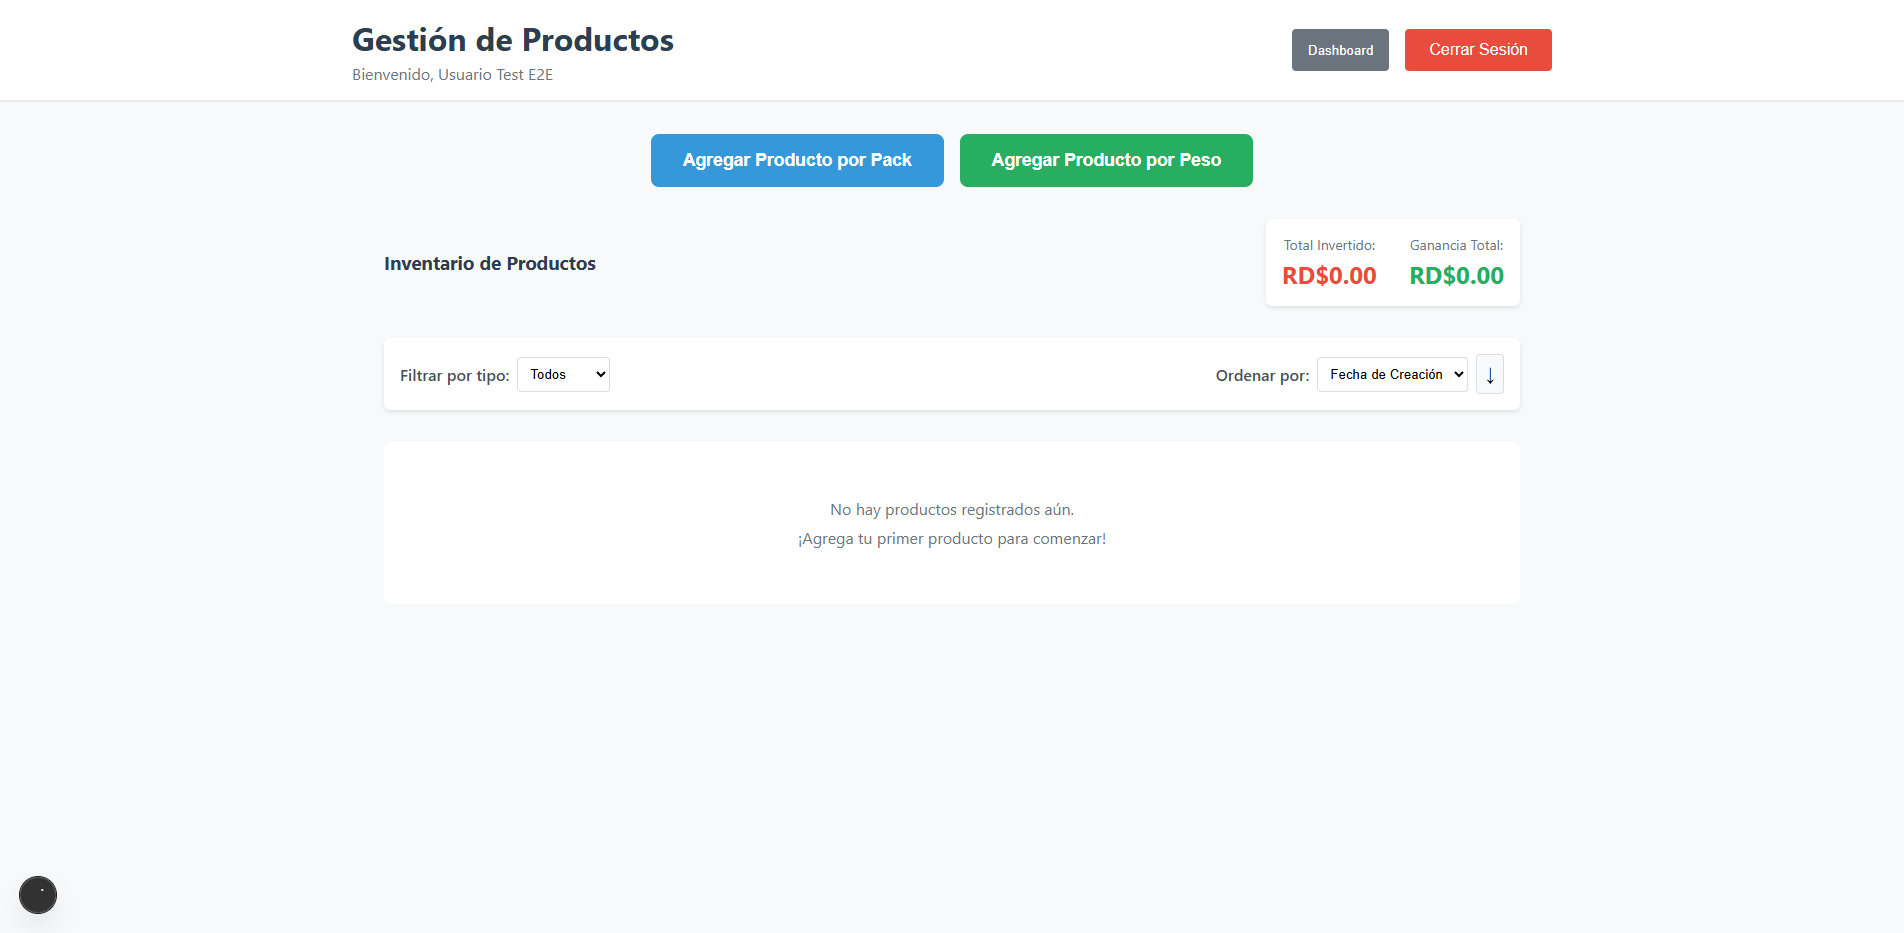 Gestión de Productos
Bienvenido, Usuario Test E2E
Dashboard
Cerrar Sesión
Agregar Producto por Pack
Agregar Producto por Peso
Inventario de Productos
Total Invertido:
RD$0.00
Ganancia Total:
RD$0.00
Filtrar por tipo:
Todos
Ordenar por:
Fecha de Creación
↓
No hay productos registrados aún.
¡Agrega tu primer producto para comenzar!